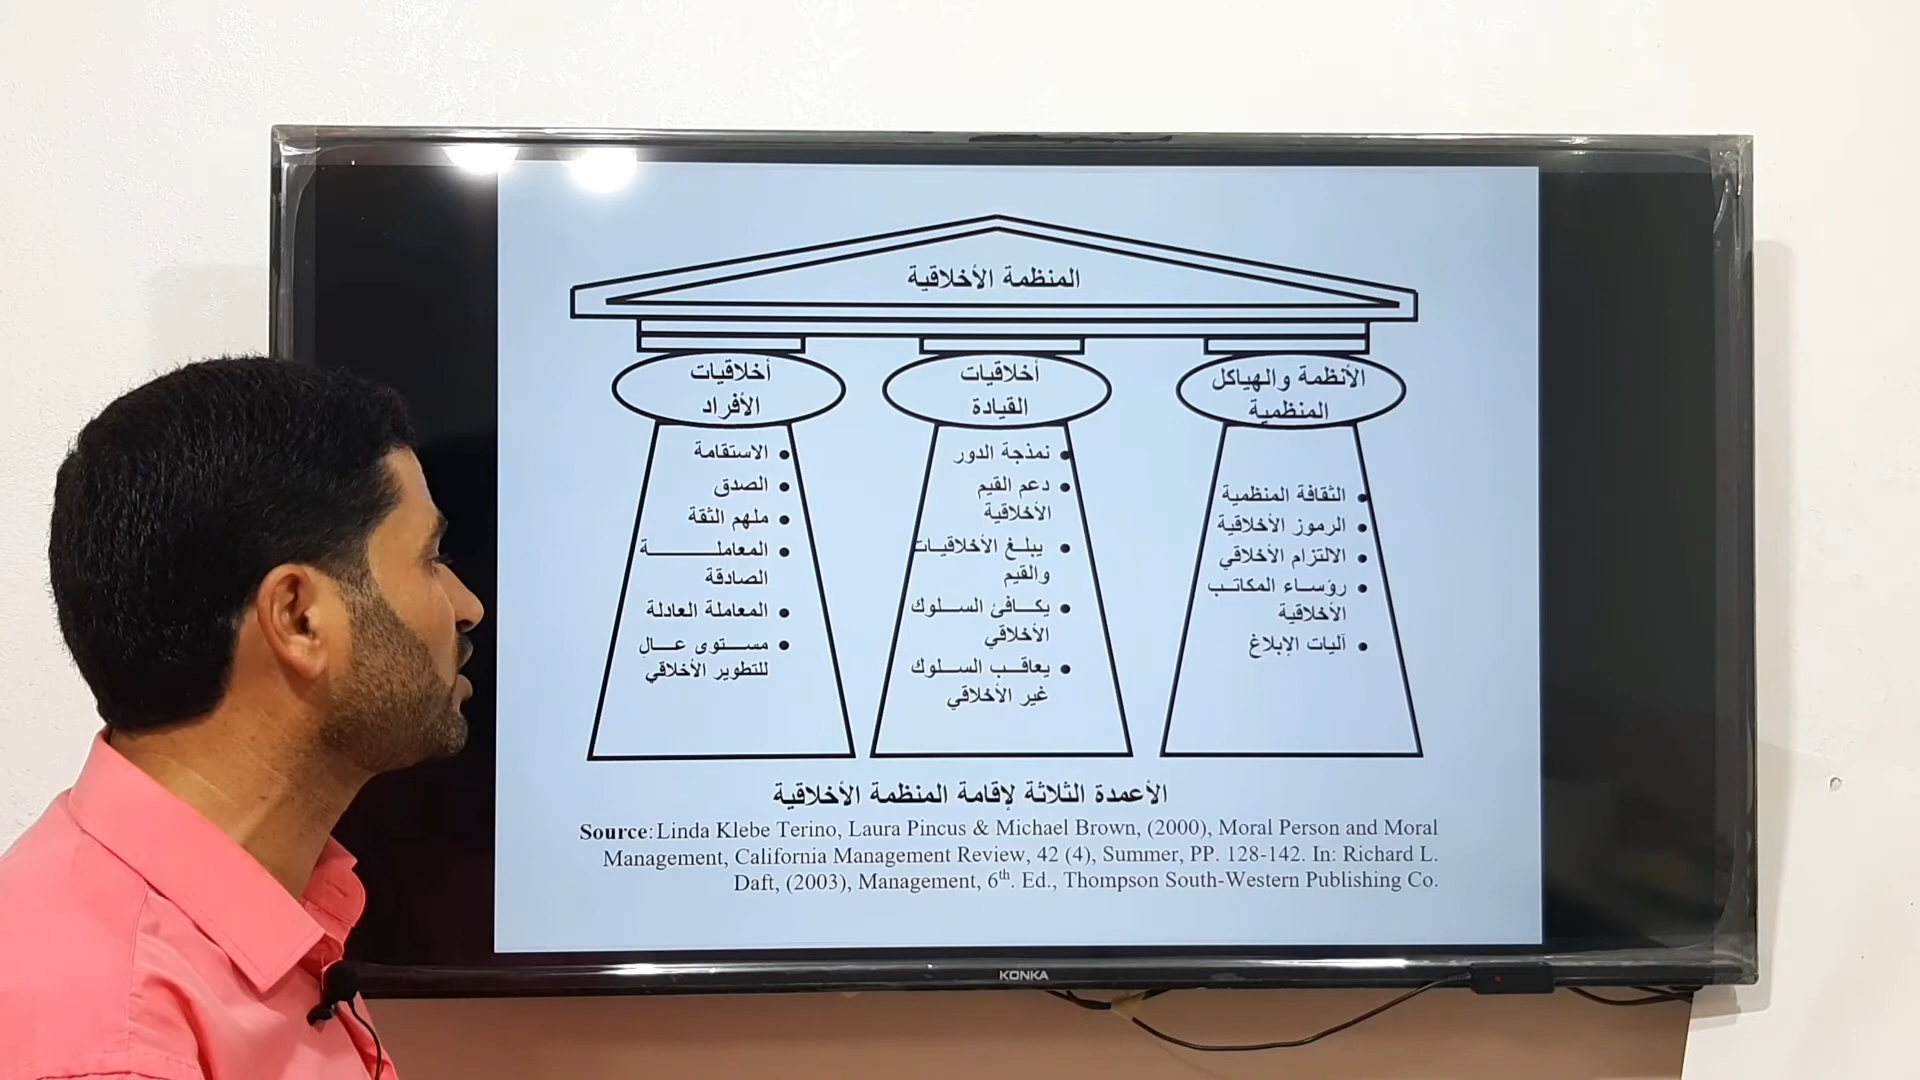 المنظمة الأخلاقية
الأنظمة والهياكل
المنظمية
الثقافة المنظمية
الرموز الأخلاقية
الالتزام الأخلاقي
رؤساء المكاتب
الأخلاقية
آليات الإبلاغ
أخلاقيات
القيادة
نمذجة الدور
دعم القيم
الأخلاقية
يبلغ الأخلاقيات
والقيم
يكافئ السلوك
الأخلاقي
يعاقب السلوك
غير الأخلاقي
أخلاقيات
الأفراد
الاستقامة
الصدق
ملهم الثقة
المعاملة
الصادقة
المعاملة العادلة
مستوى عال
للتطوير الأخلاقي
الأعمدة الثلاثة لإقامة المنظمة الأخلاقية
Source: Linda Klebe Terino, Laura Pincus & Michael Brown, (2000), Moral Person and Moral
Management, California Management Review, 42 (4), Summer, PP. 128-142. In: Richard L.
Daft, (2003), Management, 6th. Ed., Thompson South-Western Publishing Co.
KONKA